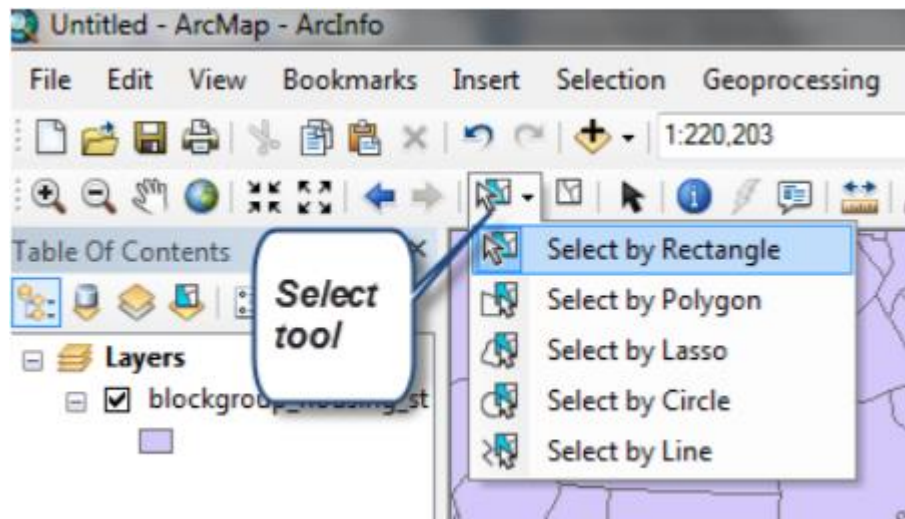 Untitled - ArcMap - ArcInfo
File Edit View Bookmarks Insert Selection Geoprocessing
1:220,203
Table Of Contents
Select by Rectangle
Select
tool
Select by Polygon
Layers
Select by Lasso
Select by Circle
Select by Line